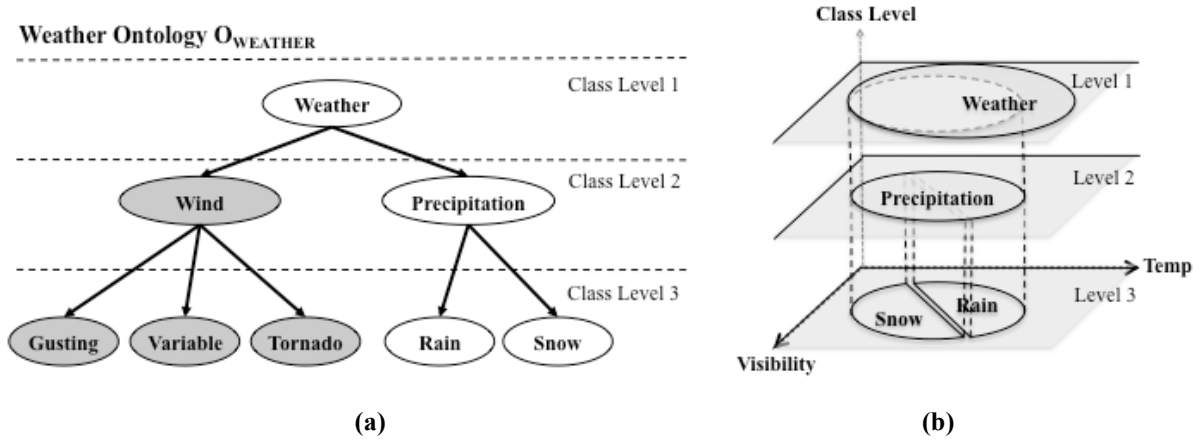 Weather Ontology OWEATHER
Class Level 1
Weather
Class Level 2
Wind
Precipitation
Class Level 3
Gusting
Variable
Tornado
Rain
Snow
(a)
Class Level
Level 1
Weather
Level 2
Precipitation
Temp
Level 3
Rain
Snow
Visibility
(b)